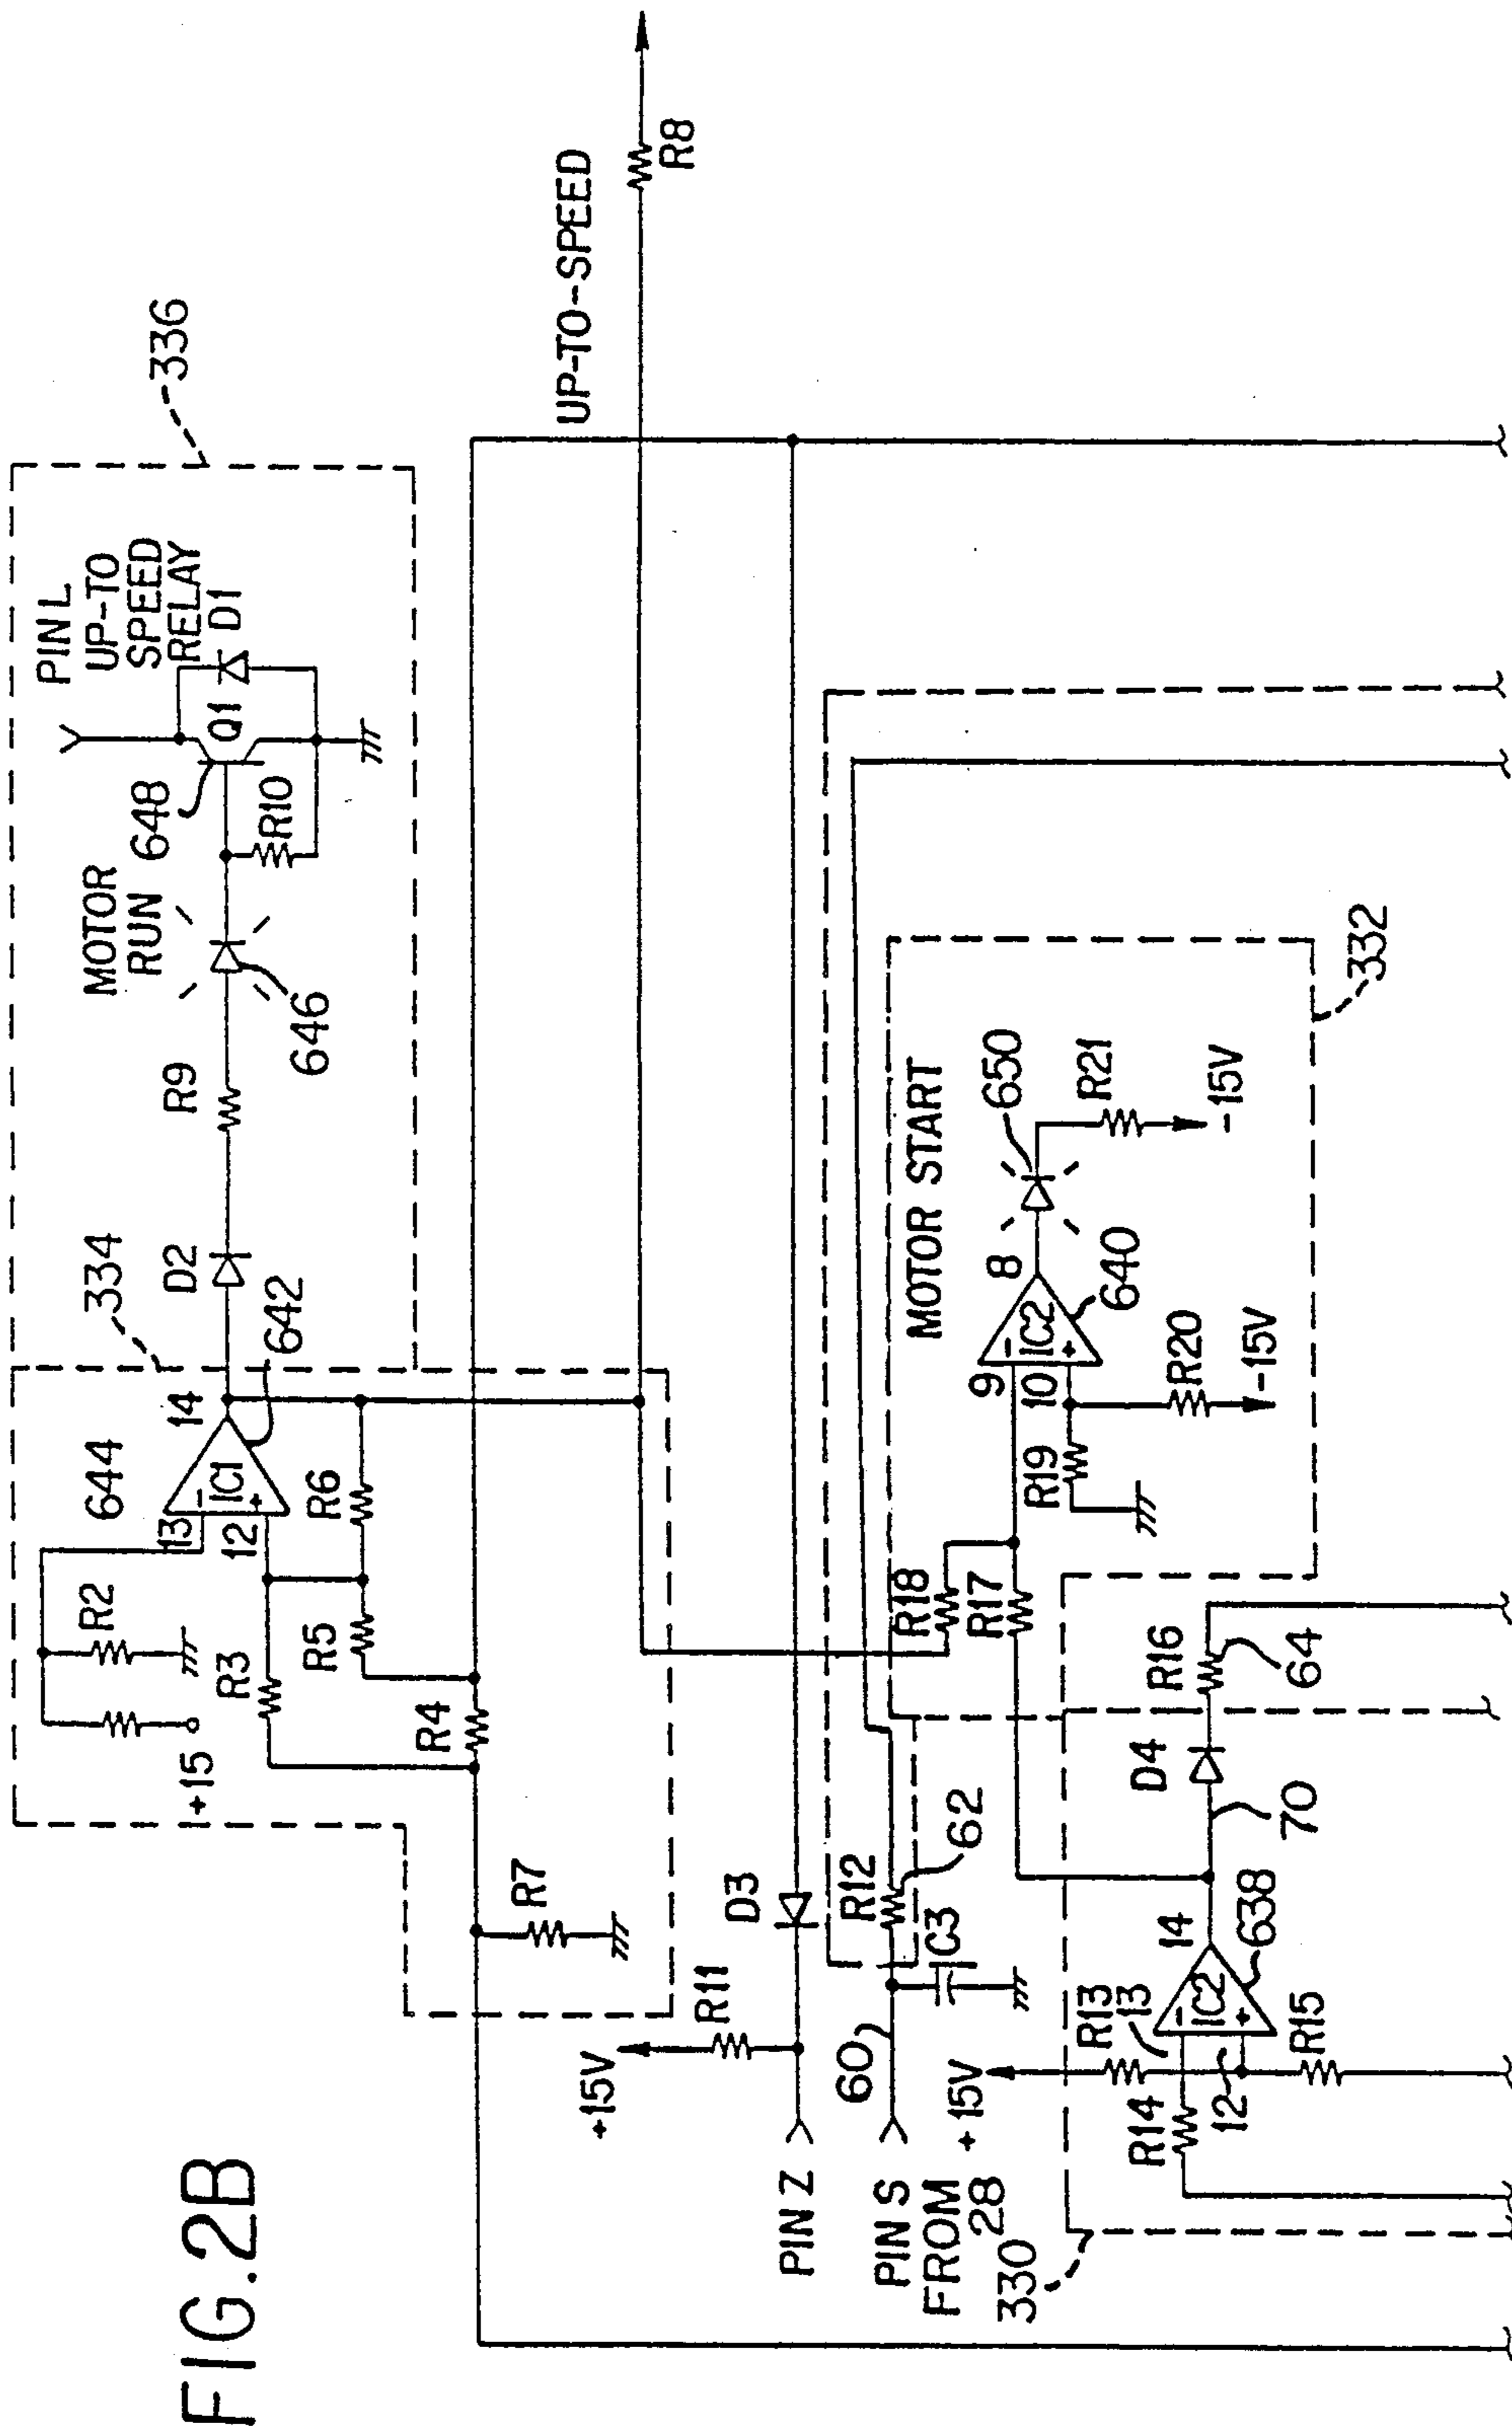 FIG.2B
336
334
PIN L
UP-TO
SPEED
RELAY
D1
Q1
648
R10
MOTOR
RUN
646
R9
D2
642
644
14
13
12
IC1
-
+
R2
R3
R5
R6
+15
R4
R7
UP-TO-SPEED
R8
+15V
R11
D3
PIN Z
60
R12
62
C3
PIN S
FROM
28
330
+15V
R13
13
R14
12
R15
IC2
-
+
14
638
70
D4
R16
64
R18
R17
MOTOR START
9
10
IC2
-
+
8
640
650
R21
-15V
R19
R20
-15V
332